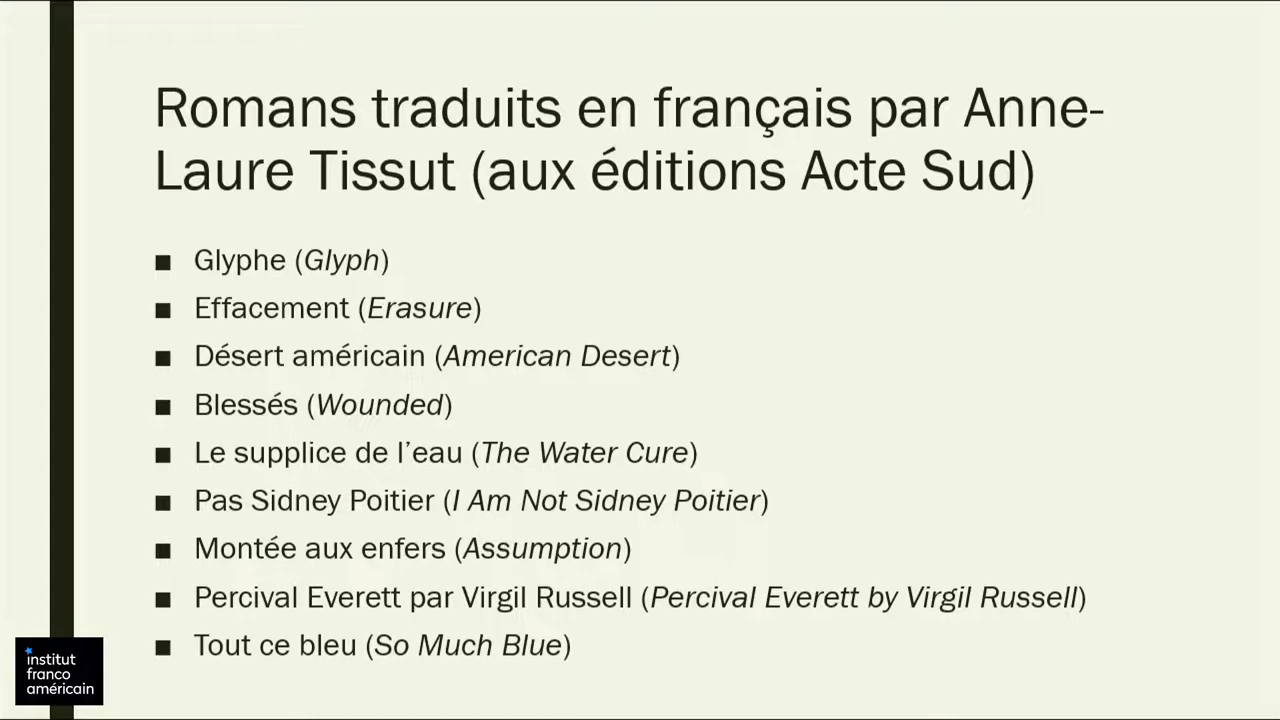 Romans traduits en français par Anne-
Laure Tissut (aux éditions Acte Sud)
■ Glyphe (Glyph)
■ Effacement (Erasure)
■ Désert américain (American Desert)
■ Blessés (Wounded)
■ Le supplice de l’eau (The Water Cure)
■ Pas Sidney Poitier (I Am Not Sidney Poitier)
■ Montée aux enfers (Assumption)
■ Percival Everett par Virgil Russell (Percival Everett by Virgil Russell)
■ Tout ce bleu (So Much Blue)
institut
franco
américain